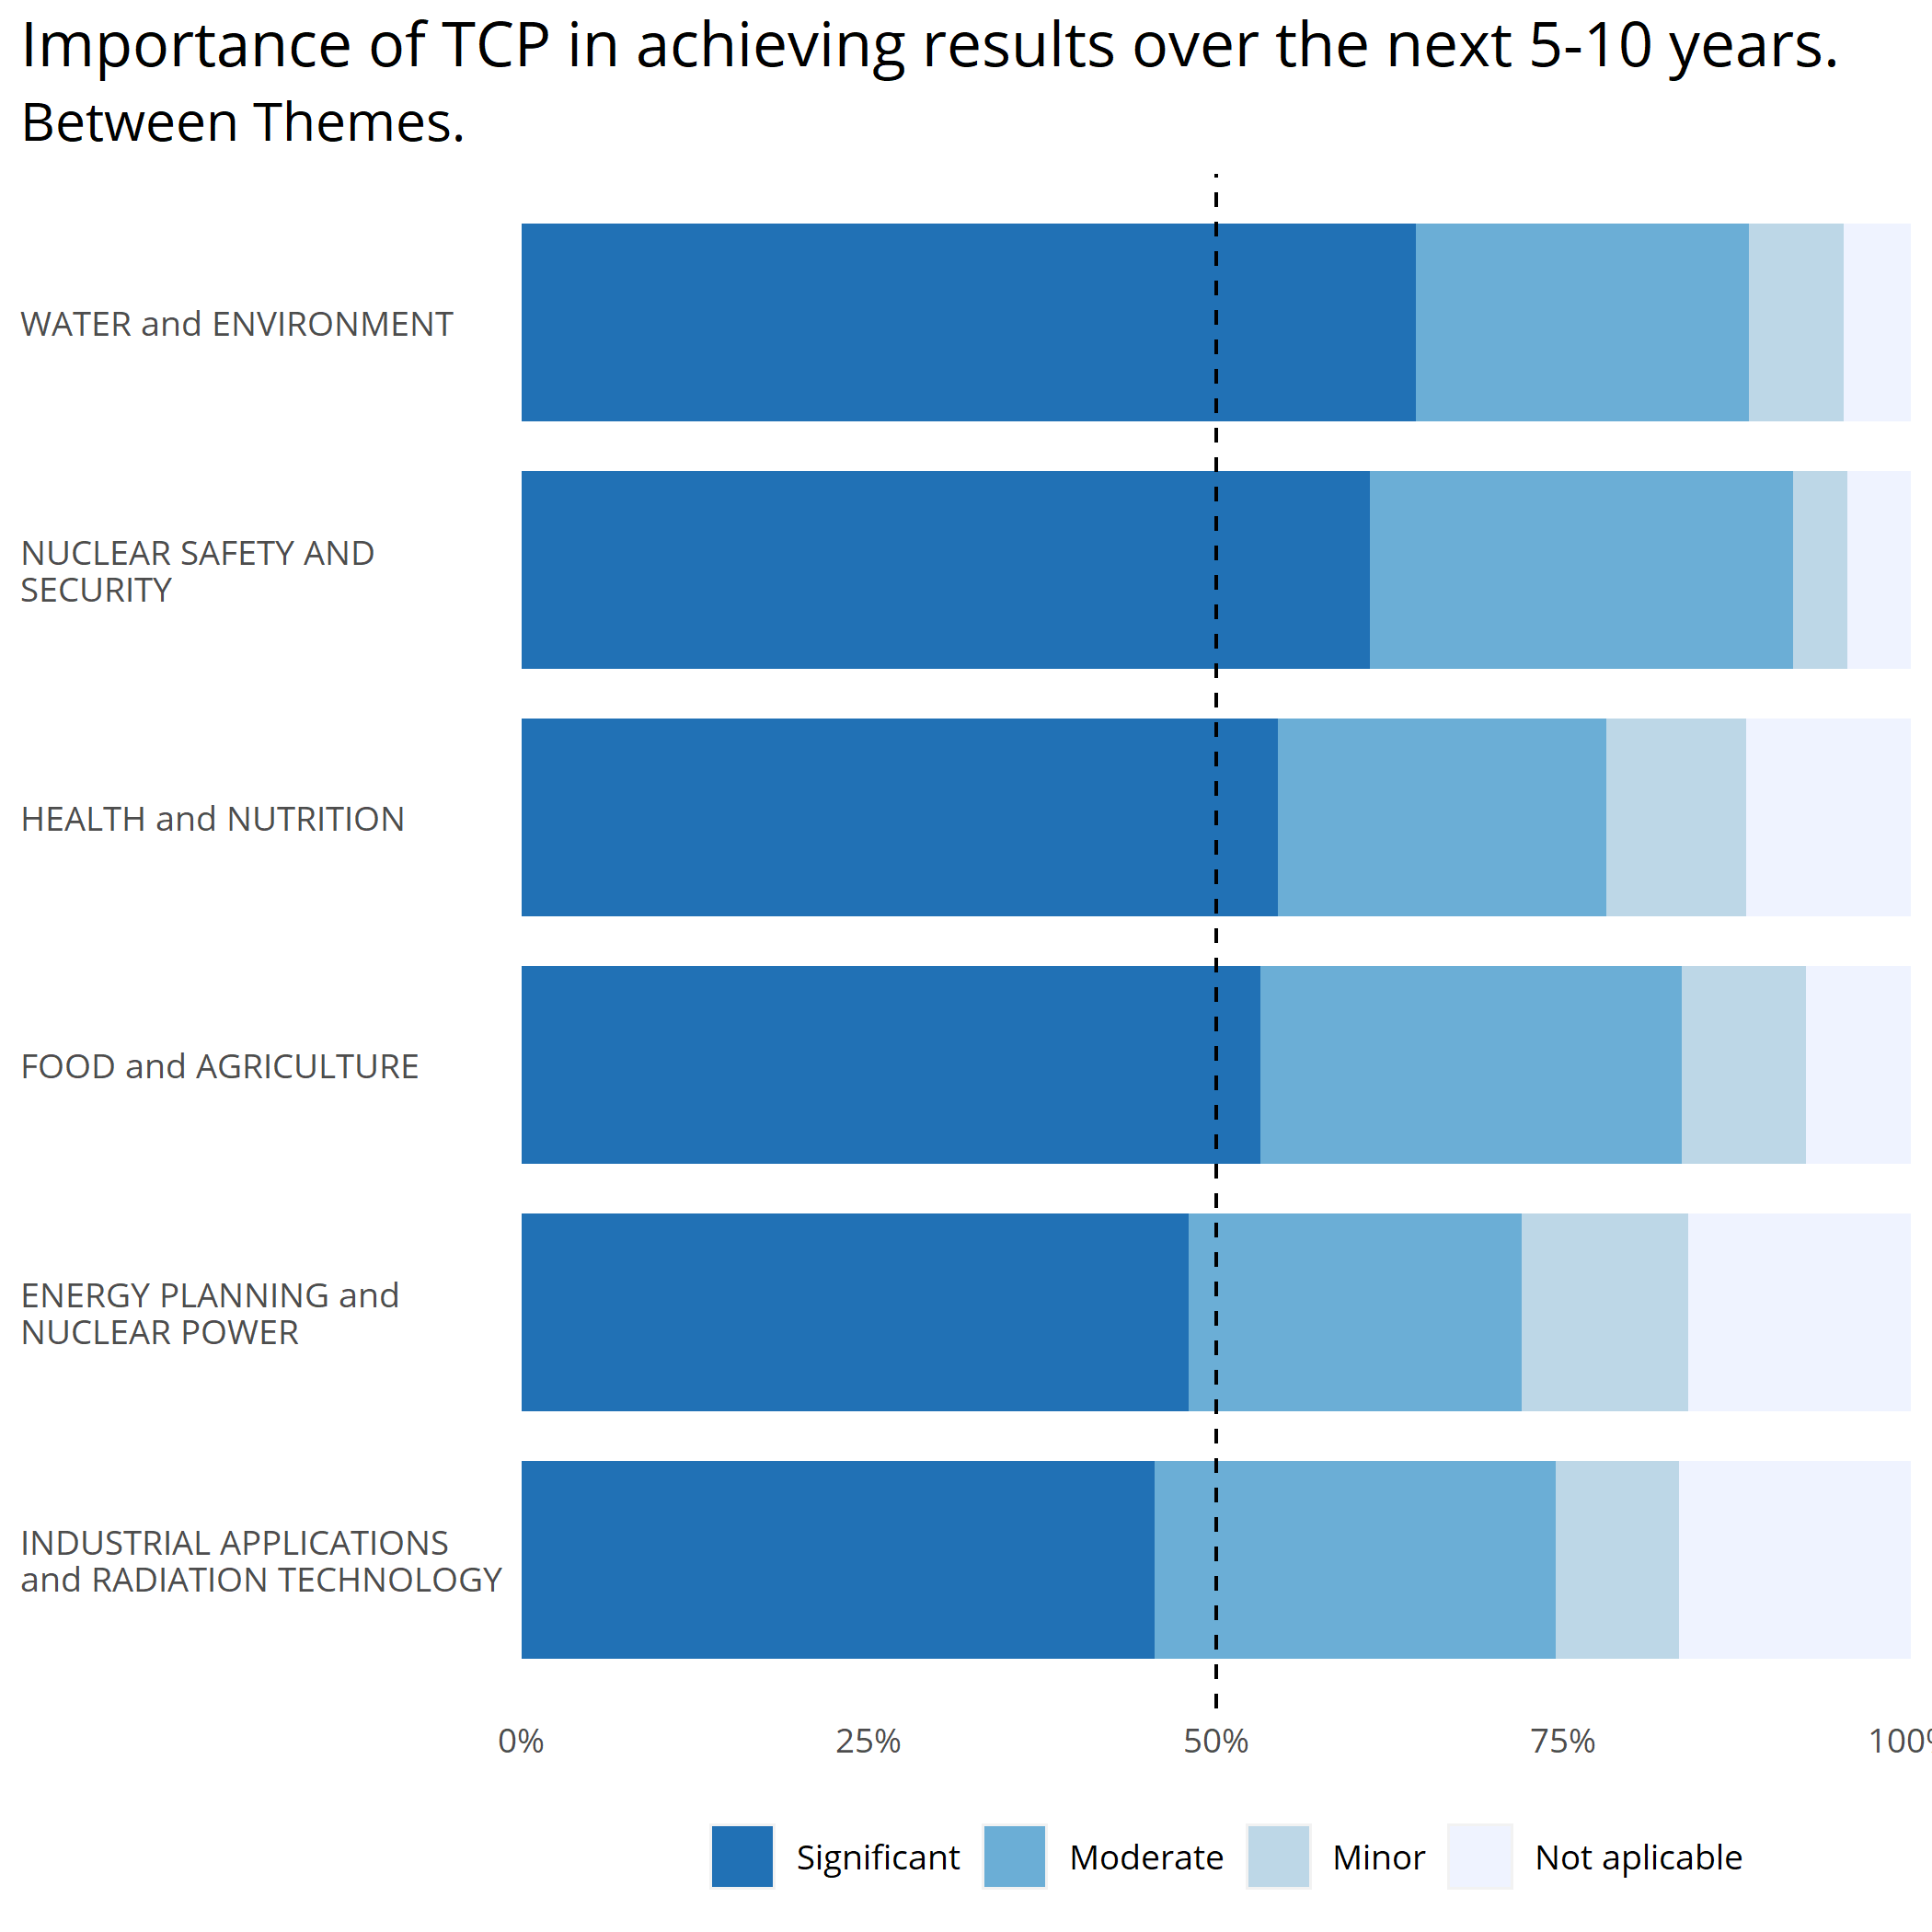 Importance of TCP in achieving results over the next 5-10 years.
Between Themes.
WATER and ENVIRONMENT
NUCLEAR SAFETY AND
SECURITY
HEALTH and NUTRITION
FOOD and AGRICULTURE
ENERGY PLANNING and
NUCLEAR POWER
INDUSTRIAL APPLICATIONS
and RADIATION TECHNOLOGY
0% 25% 50% 75% 100%
Significant Moderate Minor Not aplicable